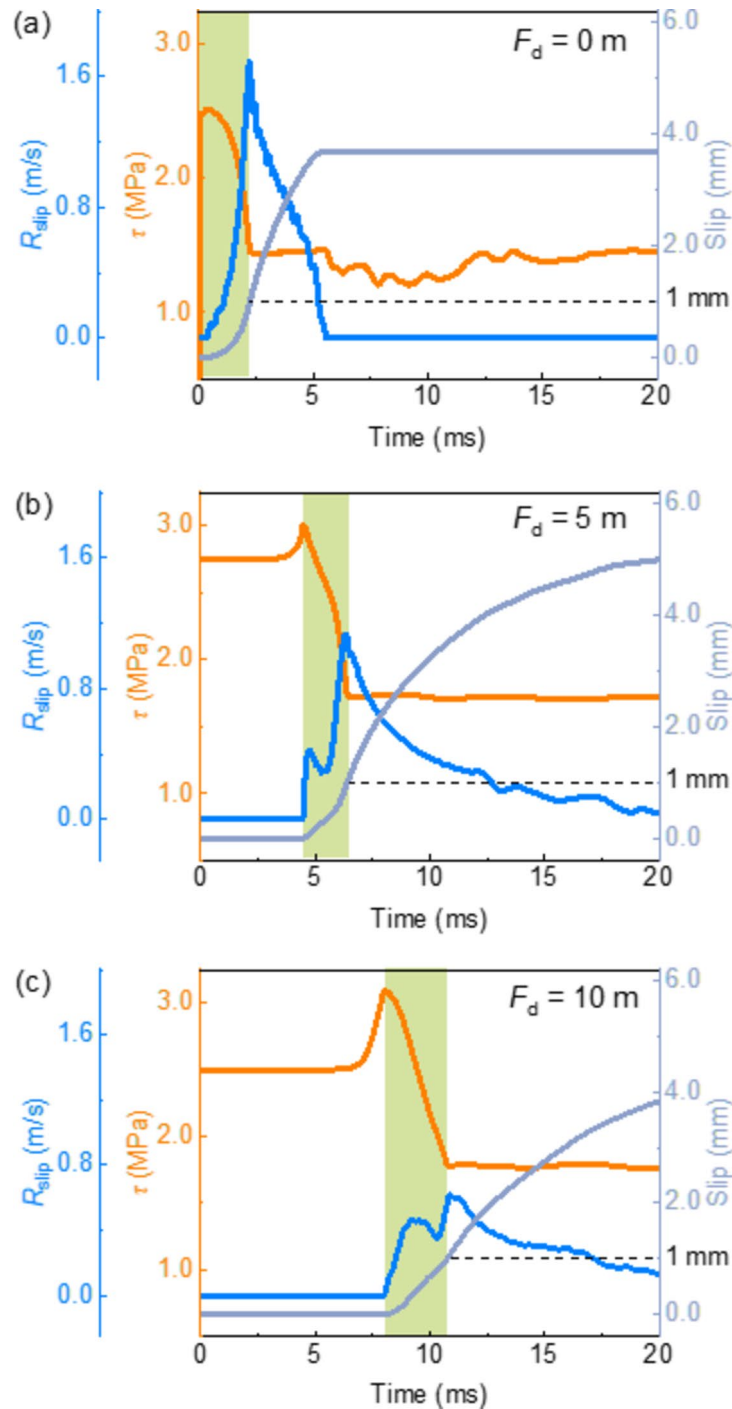 (a)
F_d = 0 m
R_slip (m/s)
1.6
0.8
0.0
τ (MPa)
3.0
2.0
1.0
Slip (mm)
6.0
4.0
2.0
0.0
1 mm
0 5 10 15 20
Time (ms)
(b)
F_d = 5 m
R_slip (m/s)
1.6
0.8
0.0
τ (MPa)
3.0
2.0
1.0
Slip (mm)
6.0
4.0
2.0
0.0
1 mm
0 5 10 15 20
Time (ms)
(c)
F_d = 10 m
R_slip (m/s)
1.6
0.8
0.0
τ (MPa)
3.0
2.0
1.0
Slip (mm)
6.0
4.0
2.0
0.0
1 mm
0 5 10 15 20
Time (ms)